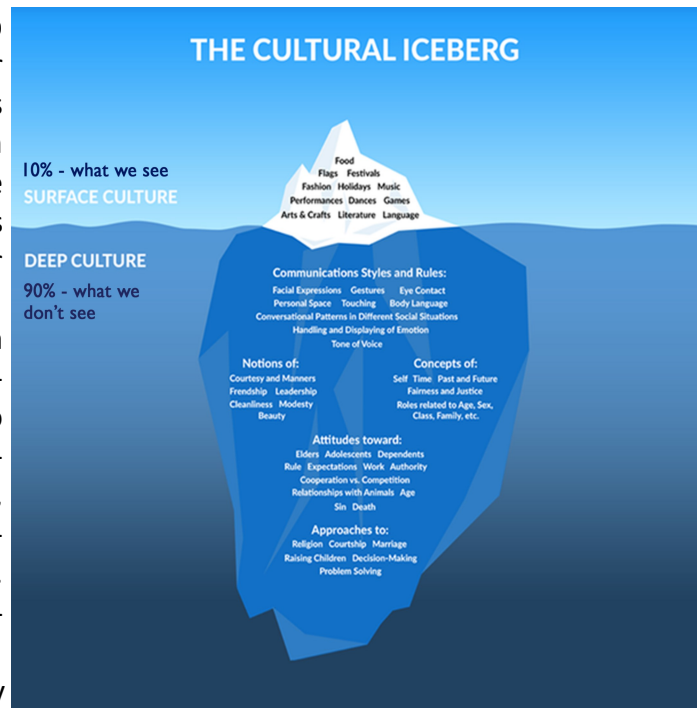 THE CULTURAL ICEBERG
10% - what we see
SURFACE CULTURE
Food
Flags Festivals
Fashion Holidays Music
Performances Dances Games
Arts & Crafts Literature Language
DEEP CULTURE
90% - what we
don't see
Communications Styles and Rules:
Facial Expressions Gestures Eye Contact
Personal Space Touching Body Language
Conversational Patterns in Different Social Situations
Handling and Displaying of Emotion
Tone of Voice
Notions of:
Courtesy and Manners
Frendship Leadership
Cleanliness Modesty
Beauty
Concepts of:
Self Time Past and Future
Fairness and Justice
Roles related to Age, Sex,
Class, Family, etc.
Attitudes toward:
Elders Adolescents Dependents
Rule Expectations Work Authority
Cooperation vs. Competition
Relationships with Animals Age
Sin Death
Approaches to:
Religion Courtship Marriage
Raising Children Decision-Making
Problem Solving